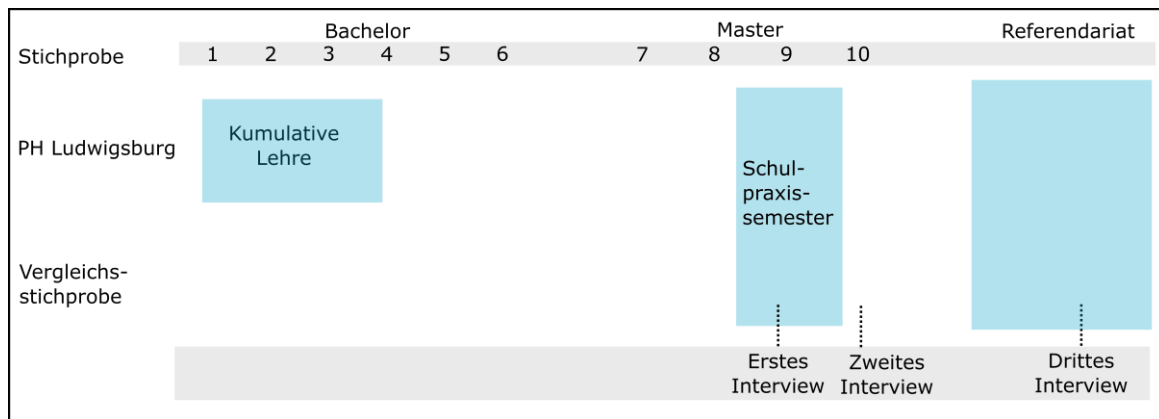 Bachelor Master Referendariat
Stichprobe 1 2 3 4 5 6 7 8 9 10
PH Ludwigsburg
Kumulative
Lehre
Schul-
praxis-
semester
Vergleichs-
stichprobe
Erstes
Interview
Zweites
Interview
Drittes
Interview